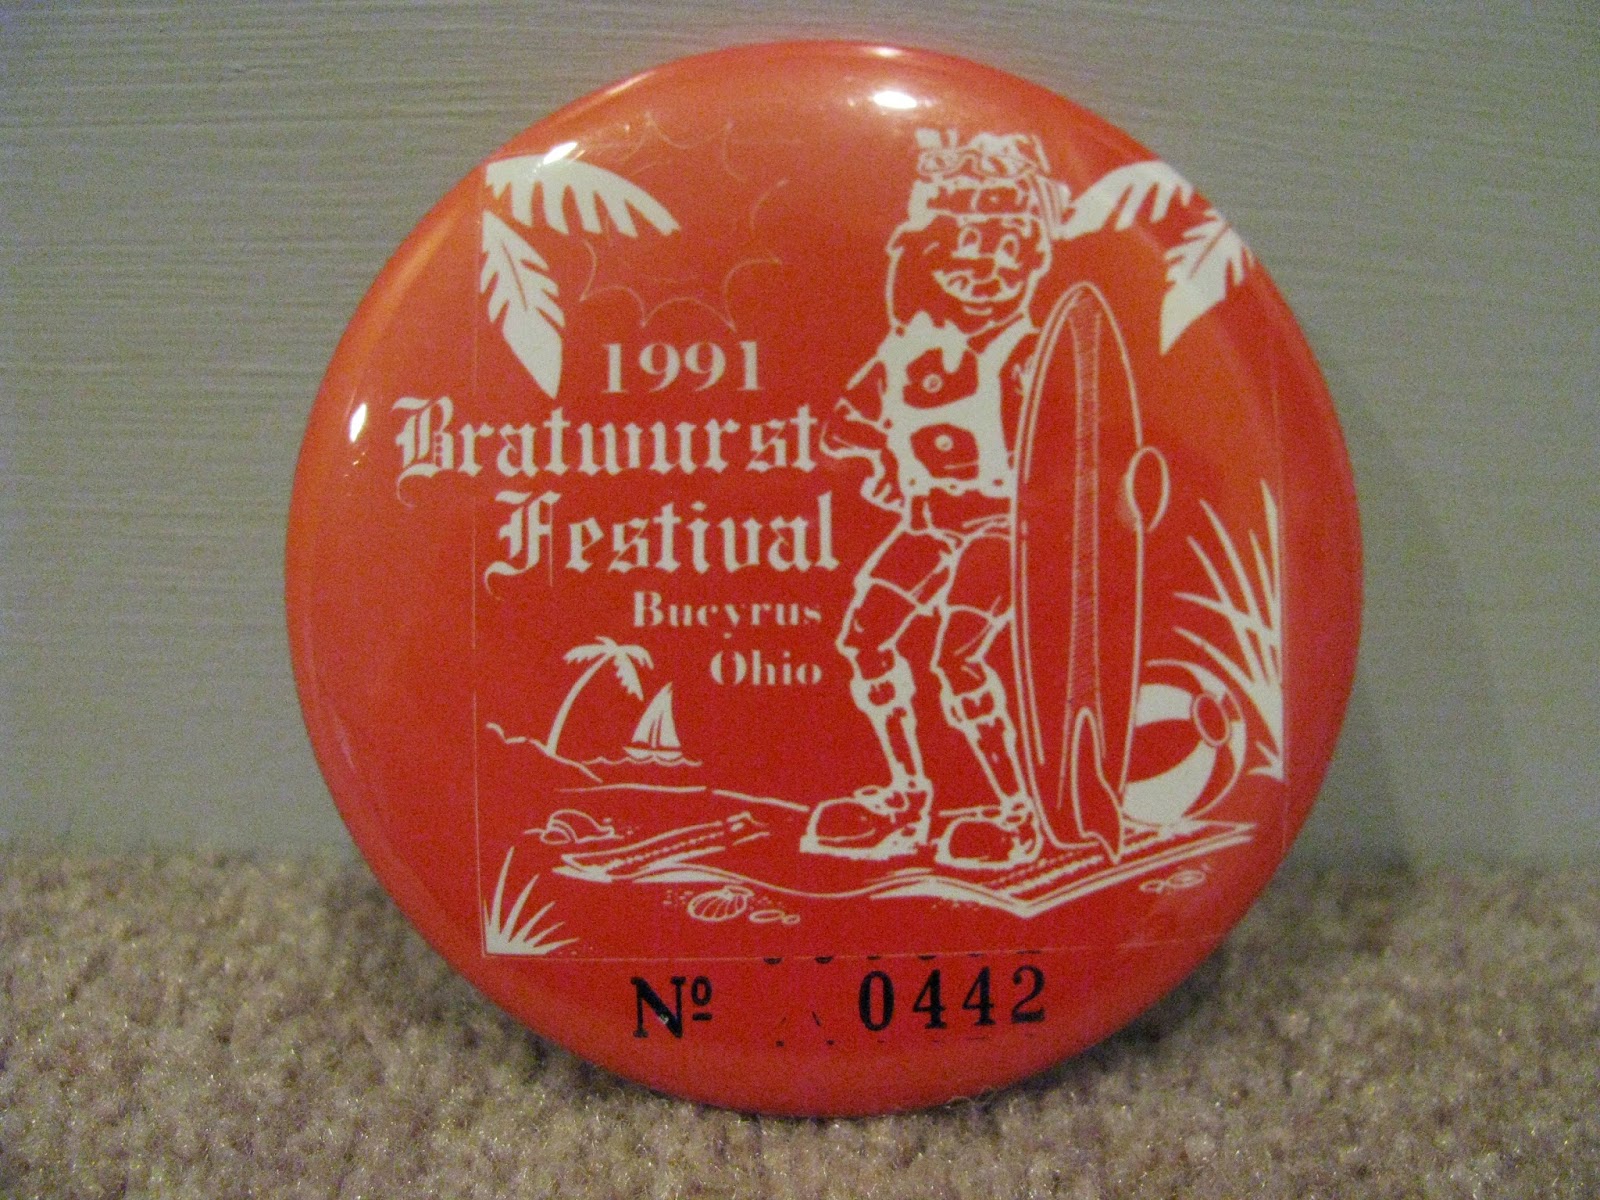 1991
Bratwurst
Festival
Bucyrus
Ohio
Nº 0442